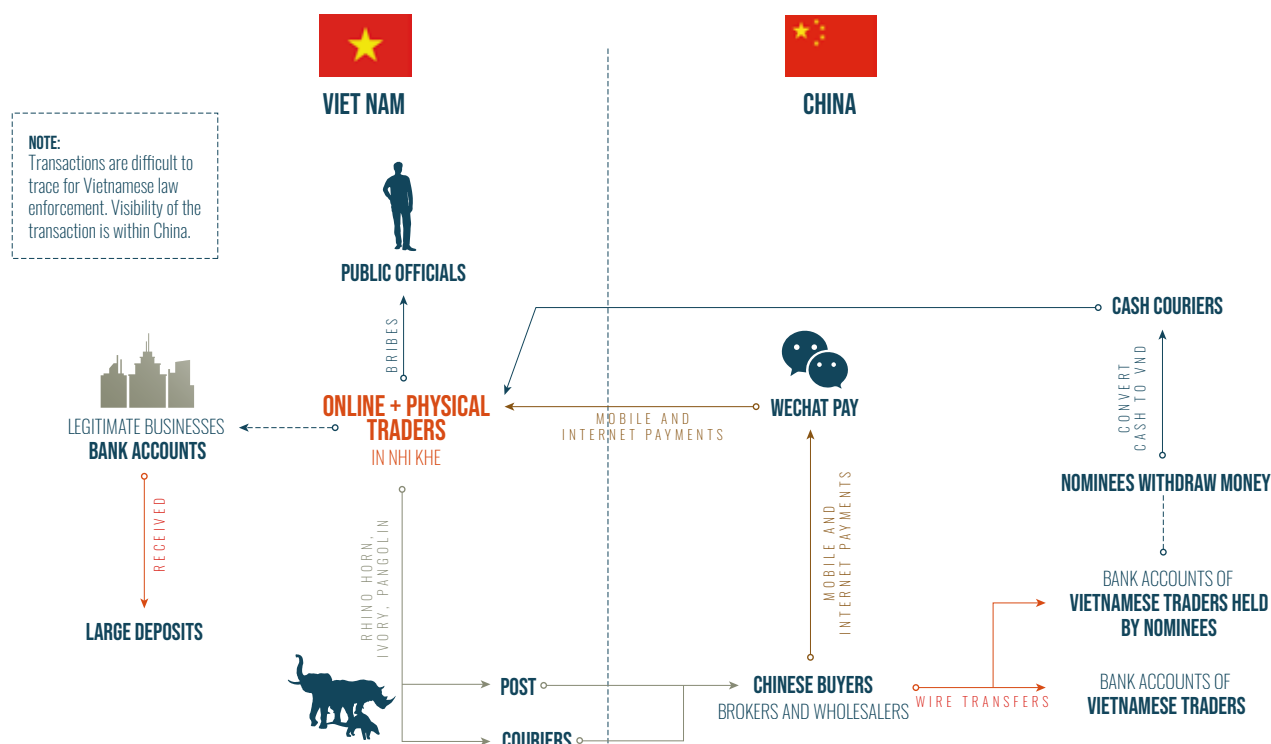 VIET NAM
CHINA
NOTE:
Transactions are difficult to
trace for Vietnamese law
enforcement. Visibility of the
transaction is within China.
PUBLIC OFFICIALS
BRIBES
CASH COURIERS
CONVERT
CASH TO VND
ONLINE + PHYSICAL
TRADERS
IN NHI KHE
LEGITIMATE BUSINESSES
BANK ACCOUNTS
WECHAT PAY
MOBILE AND
INTERNET PAYMENTS
NOMINEES WITHDRAW MONEY
RECEIVED
RHINO HORN,
IVORY, PANGOLIN
MOBILE AND
INTERNET PAYMENTS
BANK ACCOUNTS OF
VIETNAMESE TRADERS HELD
BY NOMINEES
LARGE DEPOSITS
POST
CHINESE BUYERS
BROKERS AND WHOLESALERS
WIRE TRANSFERS
BANK ACCOUNTS OF
VIETNAMESE TRADERS
COURIERS